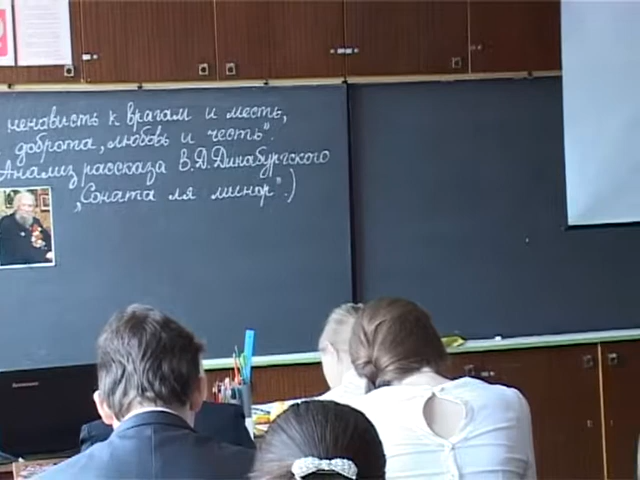 ненависть к врагам и месть,
доброта, любовь и честь".
Анализ рассказа В.Д.Динабургского
„Соната ля минор".)